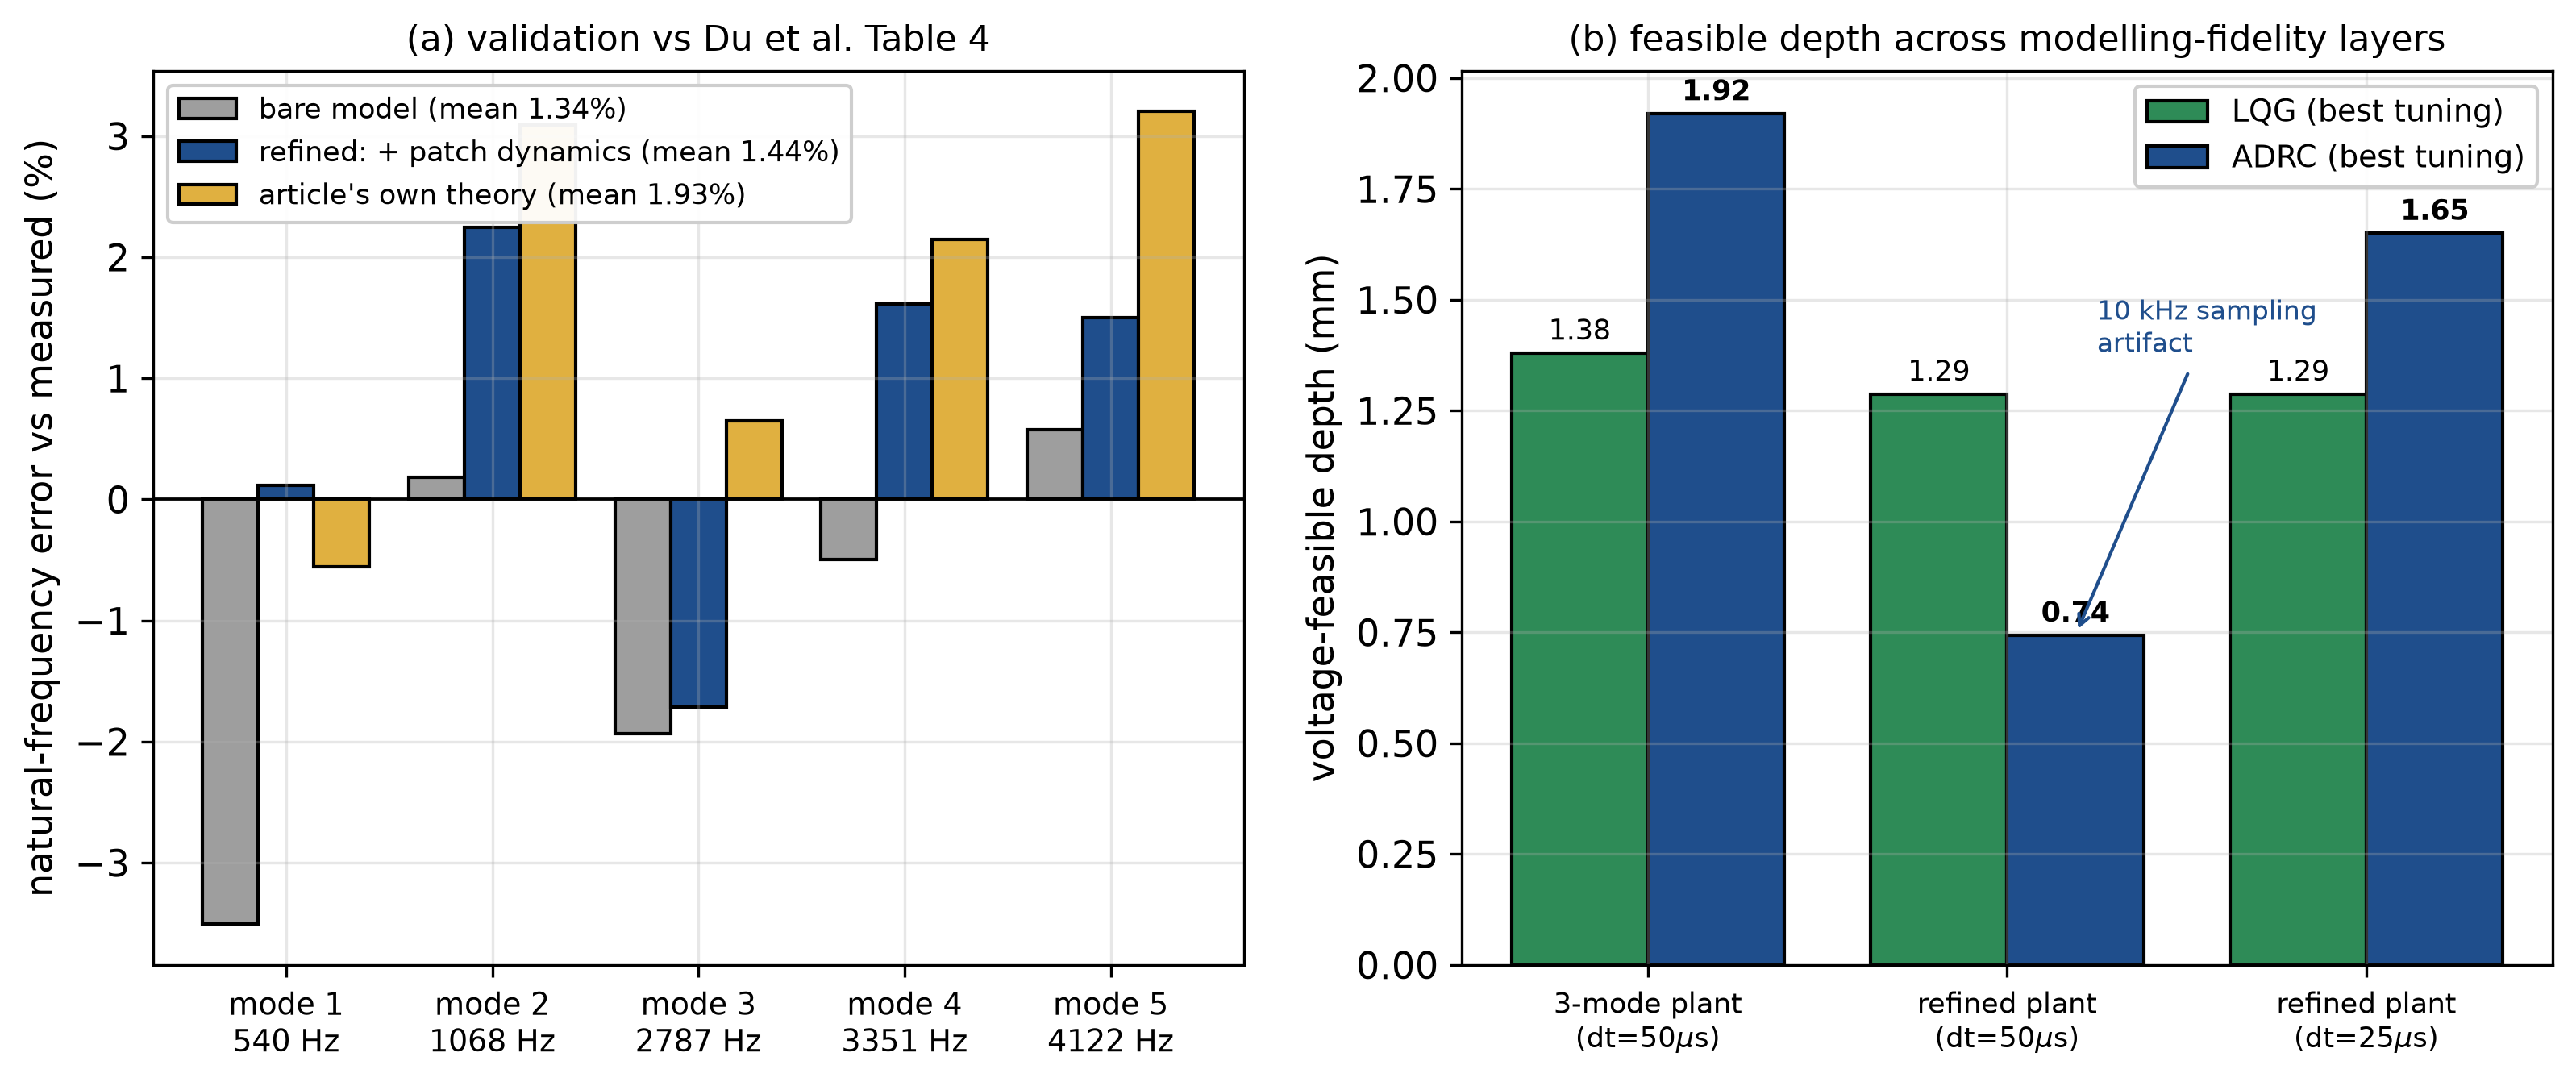 (a) validation vs Du et al. Table 4
natural-frequency error vs measured (%)
3
2
1
0
−1
−2
−3
bare model (mean 1.34%)
refined: + patch dynamics (mean 1.44%)
article's own theory (mean 1.93%)
mode 1
540 Hz
mode 2
1068 Hz
mode 3
2787 Hz
mode 4
3351 Hz
mode 5
4122 Hz
(b) feasible depth across modelling-fidelity layers
voltage-feasible depth (mm)
2.00
1.75
1.50
1.25
1.00
0.75
0.50
0.25
0.00
LQG (best tuning)
ADRC (best tuning)
1.38
1.92
1.29
0.74
1.29
1.65
10 kHz sampling
artifact
3-mode plant
(dt=50μs)
refined plant
(dt=50μs)
refined plant
(dt=25μs)